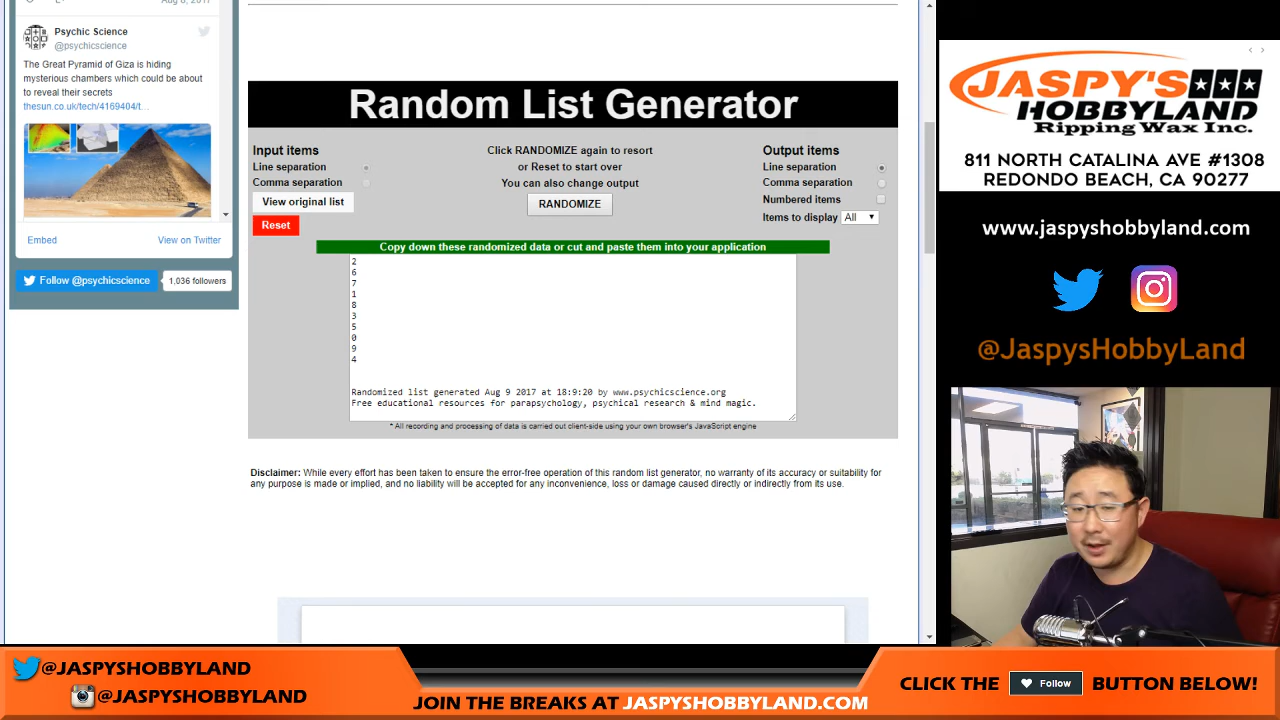 Aug 8, 2017
Psychic Science
@psychicscience
The Great Pyramid of Giza is hiding
mysterious chambers which could be about
to reveal their secrets
thesun.co.uk/tech/4169404/t...
Embed
View on Twitter
Follow @psychicscience
1,036 followers
Random List Generator
Input items
Line separation
Comma separation
View original list
Reset
Click RANDOMIZE again to resort
or Reset to start over
You can also change output
RANDOMIZE
Output items
Line separation
Comma separation
Numbered items
Items to display All
Copy down these randomized data or cut and paste them into your application
2
6
7
1
8
3
5
0
9
4
Randomized list generated Aug 9 2017 at 18:9:20 by www.psychicscience.org
Free educational resources for parapsychology, psychical research & mind magic.
* All recording and processing of data is carried out client-side using your own browser's JavaScript engine
Disclaimer: While every effort has been taken to ensure the error-free operation of this random list generator, no warranty of its accuracy or suitability for
any purpose is made or implied, and no liability will be accepted for any inconvenience, loss or damage caused directly or indirectly from its use.
JASPY'S
HOBBYLAND
Ripping Wax Inc.
811 NORTH CATALINA AVE #1308
REDONDO BEACH, CA 90277
www.jaspyshobbyland.com
@JaspysHobbyLand
@JASPYSHOBBYLAND
@JASPYSHOBBYLAND
JOIN THE BREAKS AT JASPYSHOBBYLAND.COM
CLICK THE Follow BUTTON BELOW!